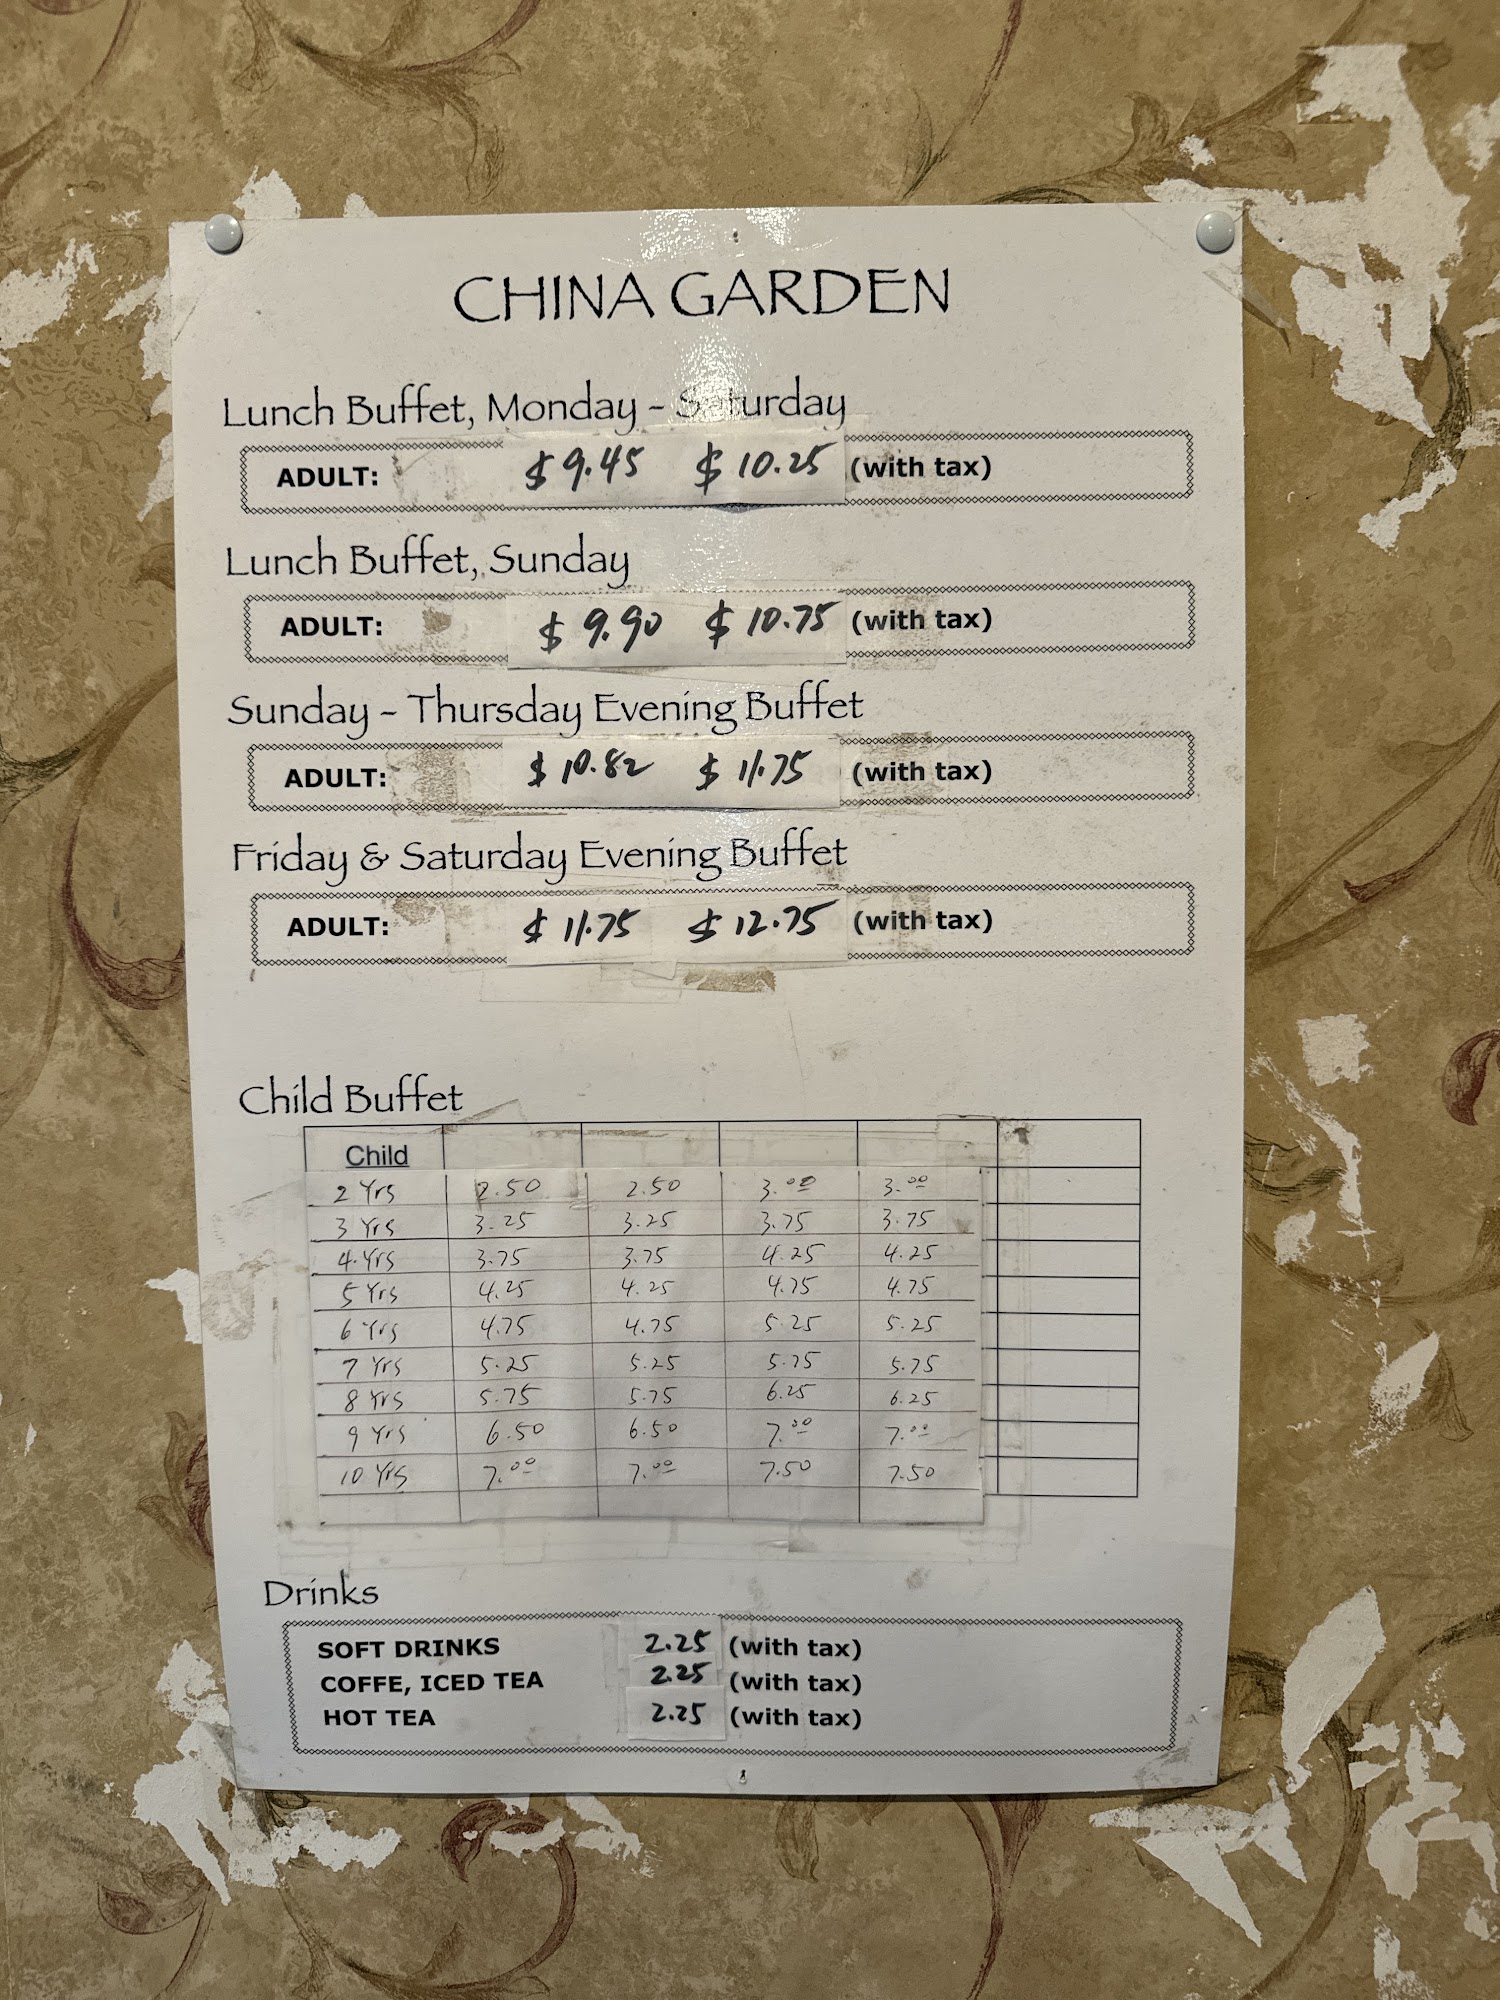 CHINA GARDEN
Lunch Buffet, Monday - Saturday
ADULT: $9.45 $10.25 (with tax)
Lunch Buffet, Sunday
ADULT: $9.90 $10.75 (with tax)
Sunday - Thursday Evening Buffet
ADULT: $10.82 $11.75 (with tax)
Friday & Saturday Evening Buffet
ADULT: $11.75 $12.75 (with tax)
Child Buffet
Child
2 Yrs 2.50 2.50 3.00 3.00
3 Yrs 3.25 3.25 3.75 3.75
4 Yrs 3.75 3.75 4.25 4.25
5 Yrs 4.25 4.25 4.75 4.75
6 Yrs 4.75 4.75 5.25 5.25
7 Yrs 5.25 5.25 5.75 5.75
8 Yrs 5.75 5.75 6.25 6.25
9 Yrs 6.50 6.50 7.00 7.00
10 Yrs 7.00 7.00 7.50 7.50
Drinks
SOFT DRINKS 2.25 (with tax)
COFFE, ICED TEA 2.25 (with tax)
HOT TEA 2.25 (with tax)